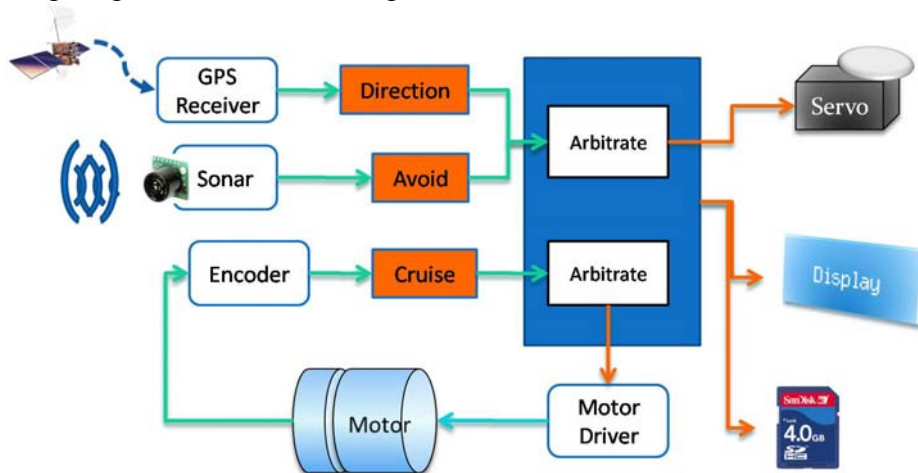 GPS
Receiver
Direction
Arbitrate
Servo
Sonar
Avoid
Encoder
Cruise
Arbitrate
Display
Motor
Motor
Driver
SanDisk
4.0GB